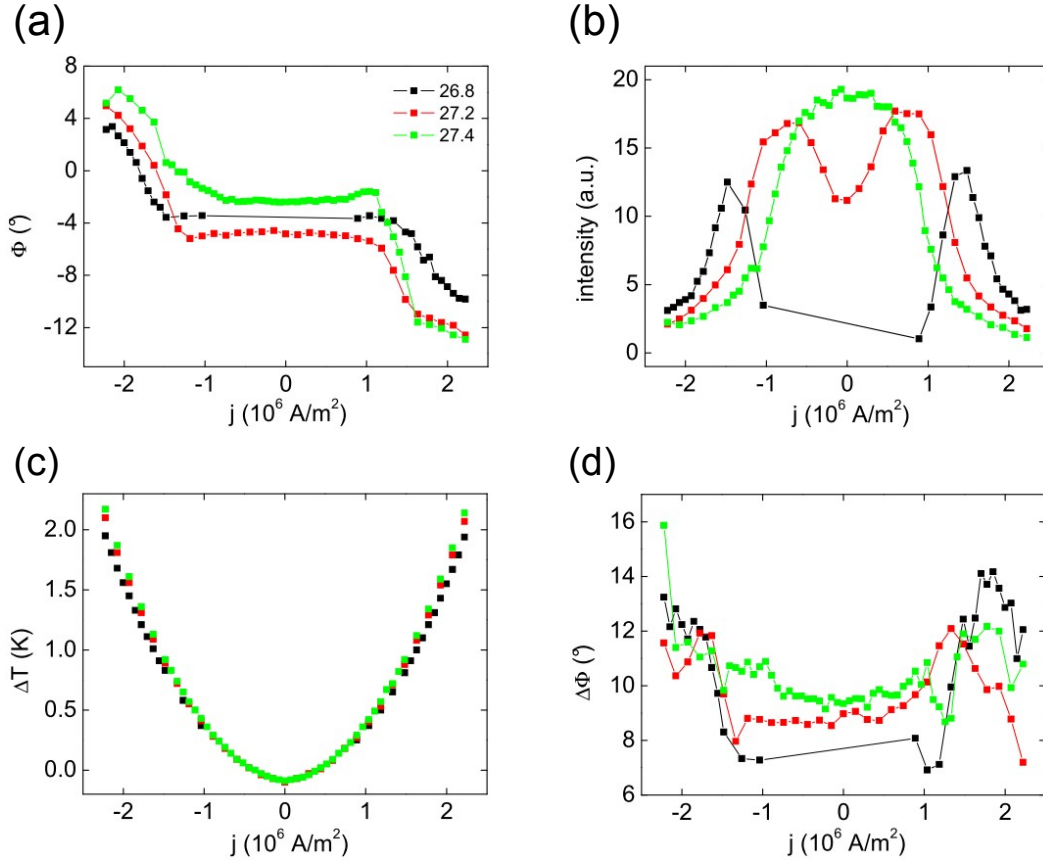 (a)
8
4
0
-4
-8
-12
Φ (°)
26.8
27.2
27.4
-2 -1 0 1 2
j (10⁶ A/m²)
(b)
20
15
10
5
0
intensity (a.u.)
-2 -1 0 1 2
j (10⁶ A/m²)
(c)
2.0
1.5
1.0
0.5
0.0
ΔT (K)
-2 -1 0 1 2
j (10⁶ A/m²)
(d)
16
14
12
10
8
6
ΔΦ (°)
-2 -1 0 1 2
j (10⁶ A/m²)